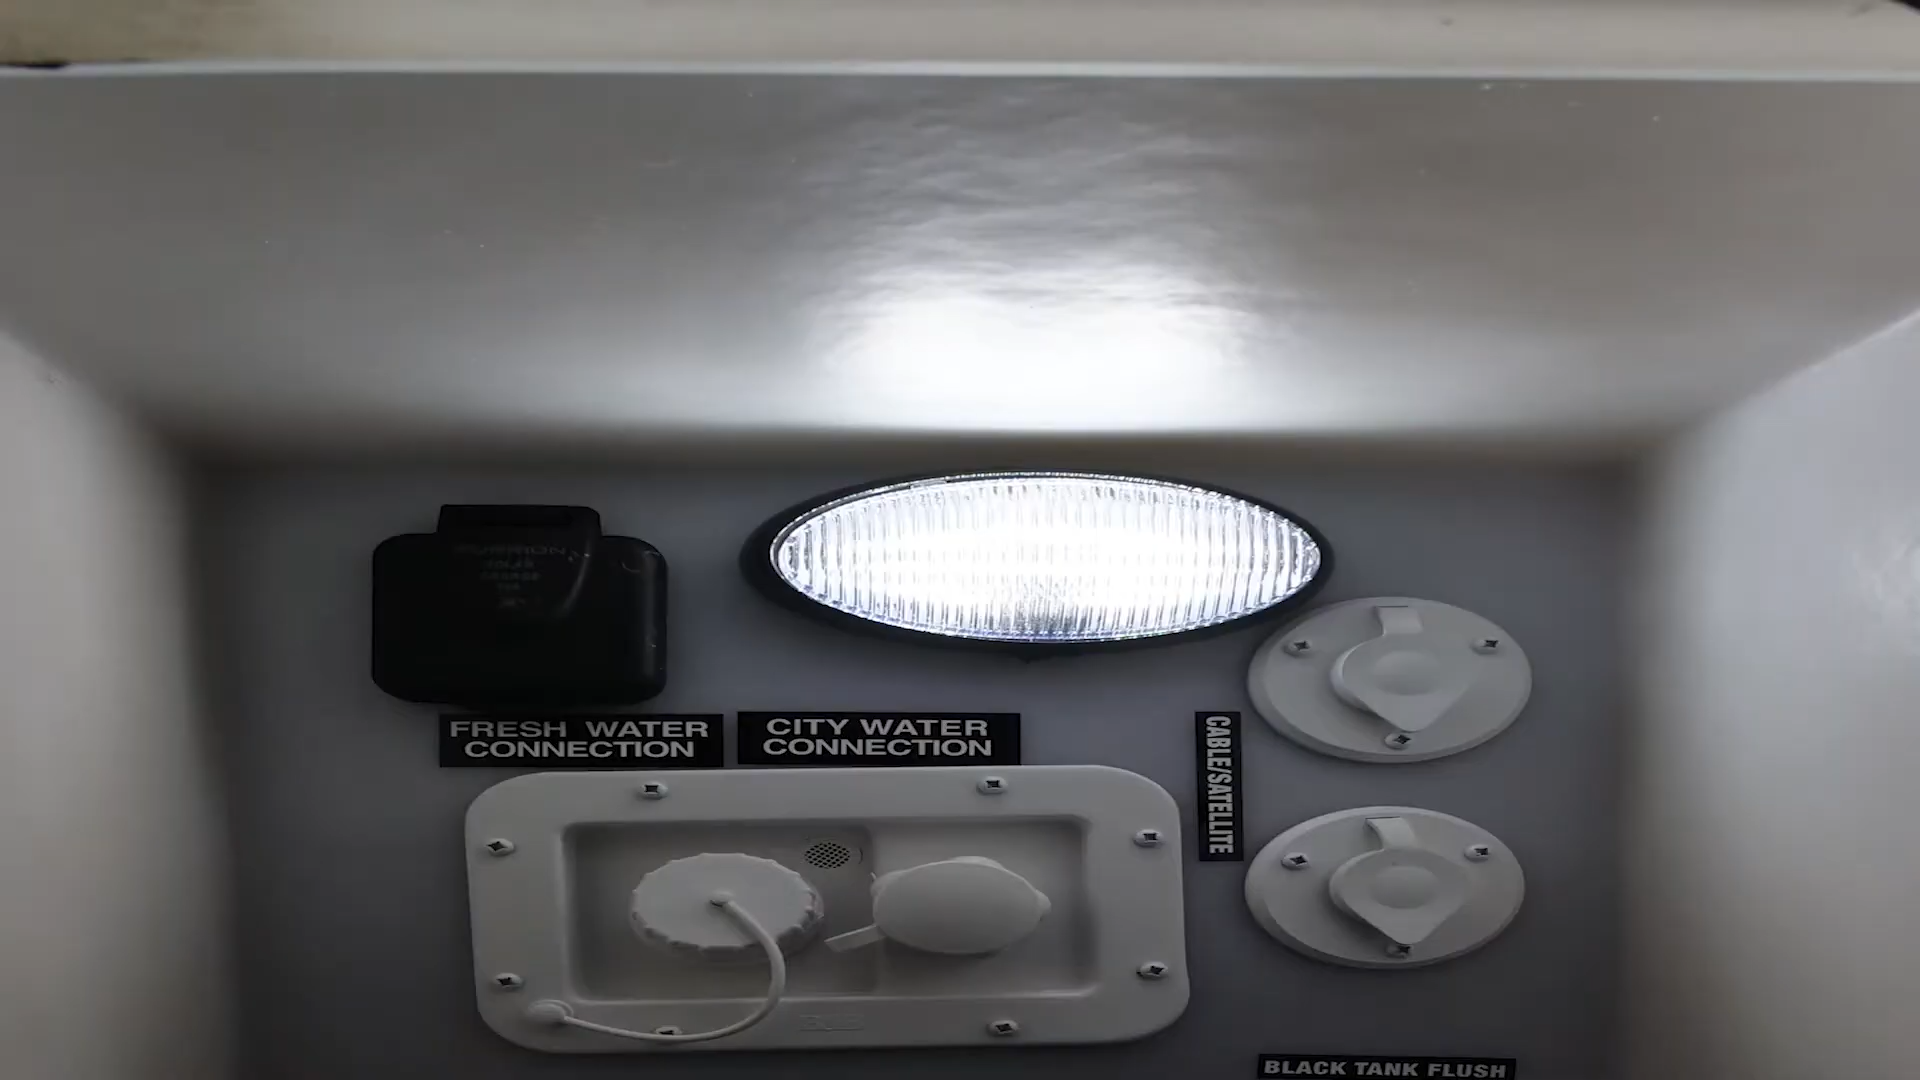 FRESH WATER
CONNECTION
CITY WATER
CONNECTION
CABLE/SATELLITE
BLACK TANK FLUSH